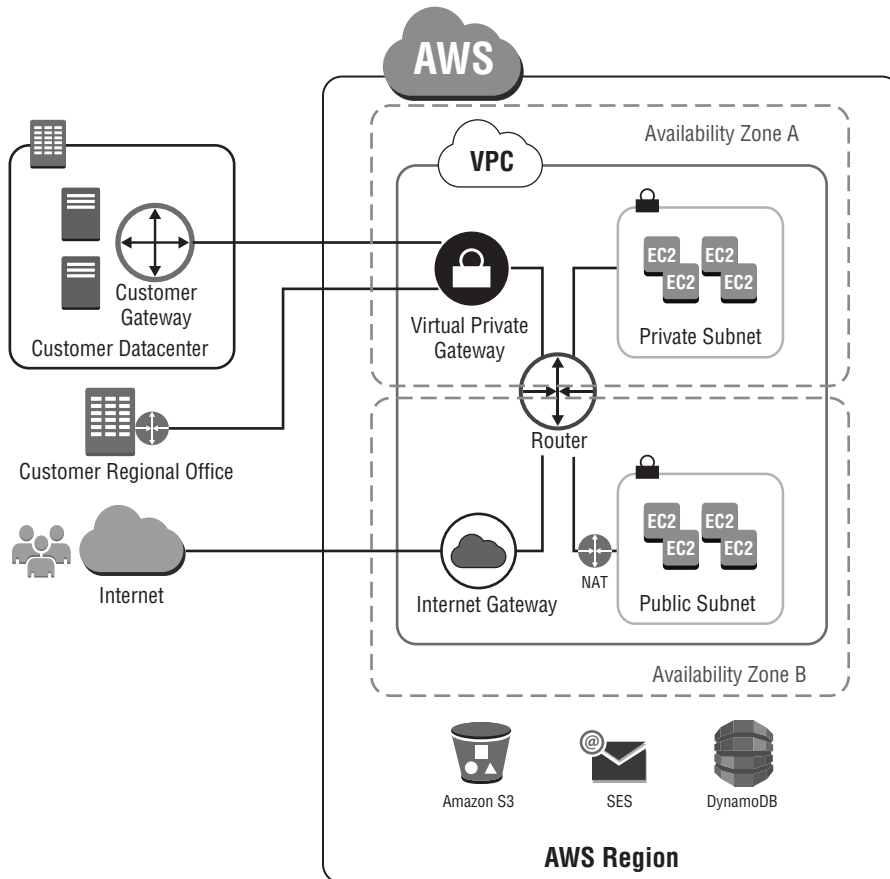 AWS
Availability Zone A
VPC
EC2
EC2
EC2
EC2
Private Subnet
Customer
Gateway
Customer Datacenter
Virtual Private
Gateway
Router
Customer Regional Office
@
Internet
Internet Gateway
NAT
EC2
EC2
EC2
EC2
Public Subnet
Availability Zone B
Amazon S3
SES
DynamoDB
AWS Region